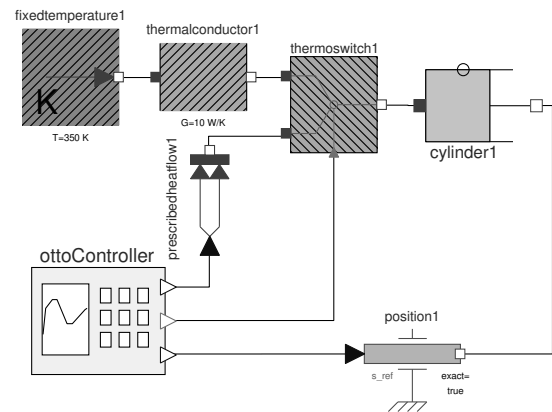 fixedtemperature1
thermalconductor1
thermoswitch1
K
T=350 K
G=10 W/K
prescribedheatflow1
cylinder1
ottoController
position1
s_ref
exact=
true